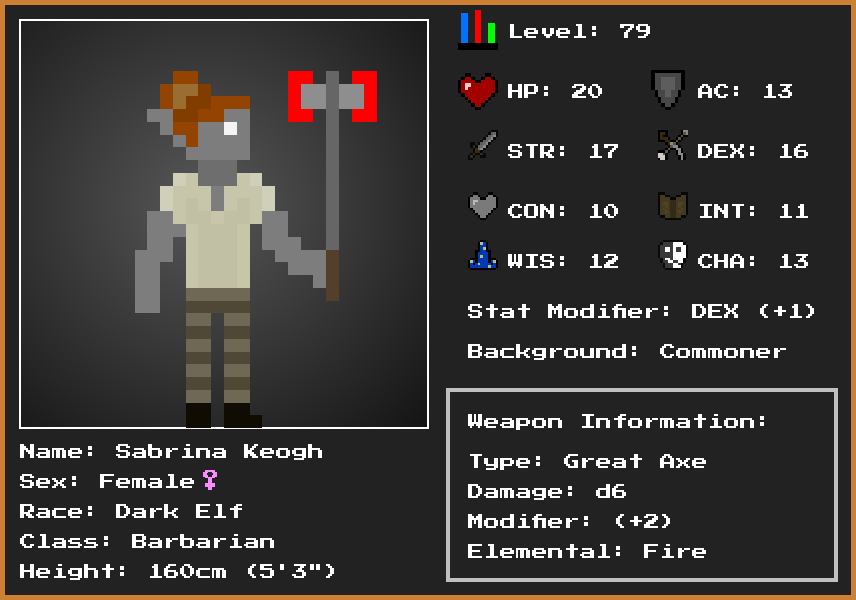 Level: 79
HP: 20
AC: 13
STR: 17
DEX: 16
CON: 10
INT: 11
WIS: 12
CHA: 13
Stat Modifier: DEX (+1)
Background: Commoner
Weapon Information:
Type: Great Axe
Damage: d6
Modifier: (+2)
Elemental: Fire
Name: Sabrina Keogh
Sex: Female♀
Race: Dark Elf
Class: Barbarian
Height: 160cm (5'3")